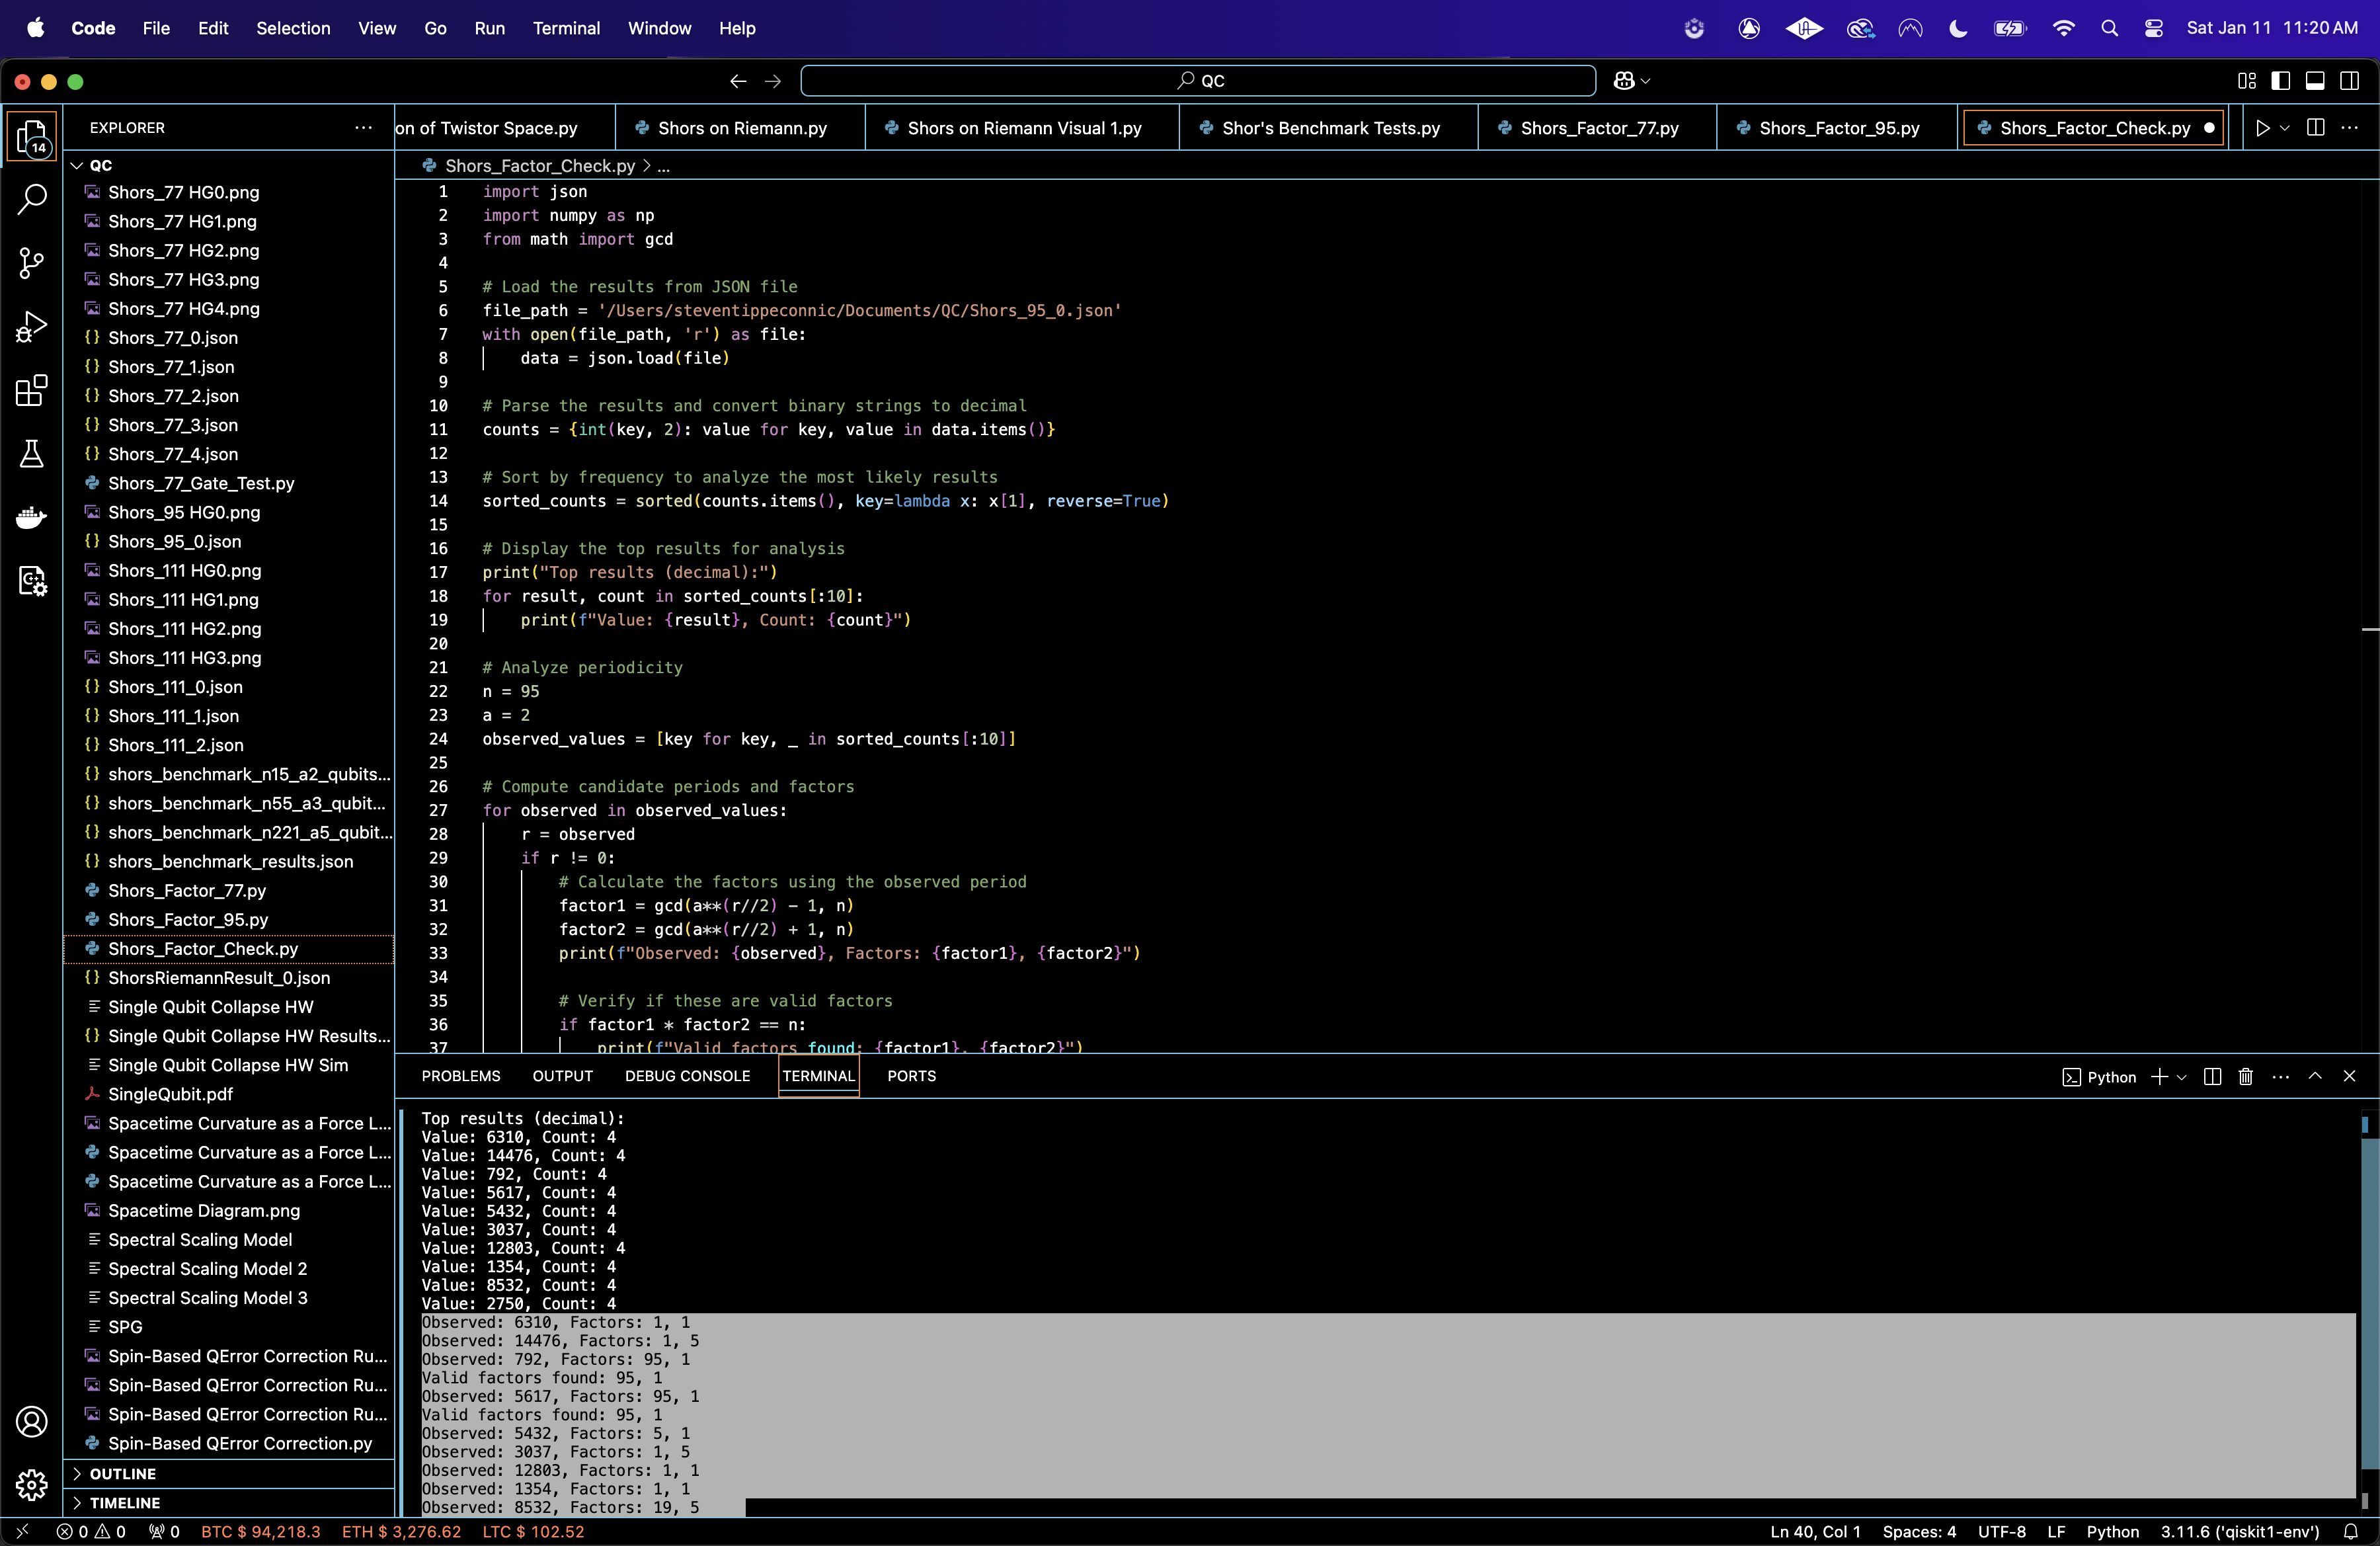 Code File Edit Selection View Go Run Terminal Window Help Sat Jan 11 11:20 AM
QC
EXPLORER
14
on of Twistor Space.py Shors on Riemann.py Shors on Riemann Visual 1.py Shor's Benchmark Tests.py Shors_Factor_77.py Shors_Factor_95.py Shors_Factor_Check.py
QC
Shors_77 HG0.png
Shors_77 HG1.png
Shors_77 HG2.png
Shors_77 HG3.png
Shors_77 HG4.png
Shors_77_0.json
Shors_77_1.json
Shors_77_2.json
Shors_77_3.json
Shors_77_4.json
Shors_77_Gate_Test.py
Shors_95 HG0.png
Shors_95_0.json
Shors_111 HG0.png
Shors_111 HG1.png
Shors_111 HG2.png
Shors_111 HG3.png
Shors_111_0.json
Shors_111_1.json
Shors_111_2.json
shors_benchmark_n15_a2_qubits...
shors_benchmark_n55_a3_qubit...
shors_benchmark_n221_a5_qubit...
shors_benchmark_results.json
Shors_Factor_77.py
Shors_Factor_95.py
Shors_Factor_Check.py
ShorsRiemannResult_0.json
Single Qubit Collapse HW
Single Qubit Collapse HW Results...
Single Qubit Collapse HW Sim
SingleQubit.pdf
Spacetime Curvature as a Force L...
Spacetime Curvature as a Force L...
Spacetime Curvature as a Force L...
Spacetime Diagram.png
Spectral Scaling Model
Spectral Scaling Model 2
Spectral Scaling Model 3
SPG
Spin-Based QError Correction Ru...
Spin-Based QError Correction Ru...
Spin-Based QError Correction Ru...
Spin-Based QError Correction.py
OUTLINE
TIMELINE
Shors_Factor_Check.py > ...
1 import json
2 import numpy as np
3 from math import gcd
4
5 # Load the results from JSON file
6 file_path = '/Users/steventippeconnic/Documents/QC/Shors_95_0.json'
7 with open(file_path, 'r') as file:
8 data = json.load(file)
9
10 # Parse the results and convert binary strings to decimal
11 counts = {int(key, 2): value for key, value in data.items()}
12
13 # Sort by frequency to analyze the most likely results
14 sorted_counts = sorted(counts.items(), key=lambda x: x[1], reverse=True)
15
16 # Display the top results for analysis
17 print("Top results (decimal):")
18 for result, count in sorted_counts[:10]:
19 print(f"Value: {result}, Count: {count}")
20
21 # Analyze periodicity
22 n = 95
23 a = 2
24 observed_values = [key for key, _ in sorted_counts[:10]]
25
26 # Compute candidate periods and factors
27 for observed in observed_values:
28 r = observed
29 if r != 0:
30 # Calculate the factors using the observed period
31 factor1 = gcd(a**(r//2) - 1, n)
32 factor2 = gcd(a**(r//2) + 1, n)
33 print(f"Observed: {observed}, Factors: {factor1}, {factor2}")
34
35 # Verify if these are valid factors
36 if factor1 * factor2 == n:
37 print(f"Valid factors found: {factor1}, {factor2}")
PROBLEMS OUTPUT DEBUG CONSOLE TERMINAL PORTS Python
Top results (decimal):
Value: 6310, Count: 4
Value: 14476, Count: 4
Value: 792, Count: 4
Value: 5617, Count: 4
Value: 5432, Count: 4
Value: 3037, Count: 4
Value: 12803, Count: 4
Value: 1354, Count: 4
Value: 8532, Count: 4
Value: 2750, Count: 4
Observed: 6310, Factors: 1, 1
Observed: 14476, Factors: 1, 5
Observed: 792, Factors: 95, 1
Valid factors found: 95, 1
Observed: 5617, Factors: 95, 1
Valid factors found: 95, 1
Observed: 5432, Factors: 5, 1
Observed: 3037, Factors: 1, 5
Observed: 12803, Factors: 1, 1
Observed: 1354, Factors: 1, 1
Observed: 8532, Factors: 19, 5
0 0 0 BTC $ 94,218.3 ETH $ 3,276.62 LTC $ 102.52 Ln 40, Col 1 Spaces: 4 UTF-8 LF Python 3.11.6 ('qiskit1-env')